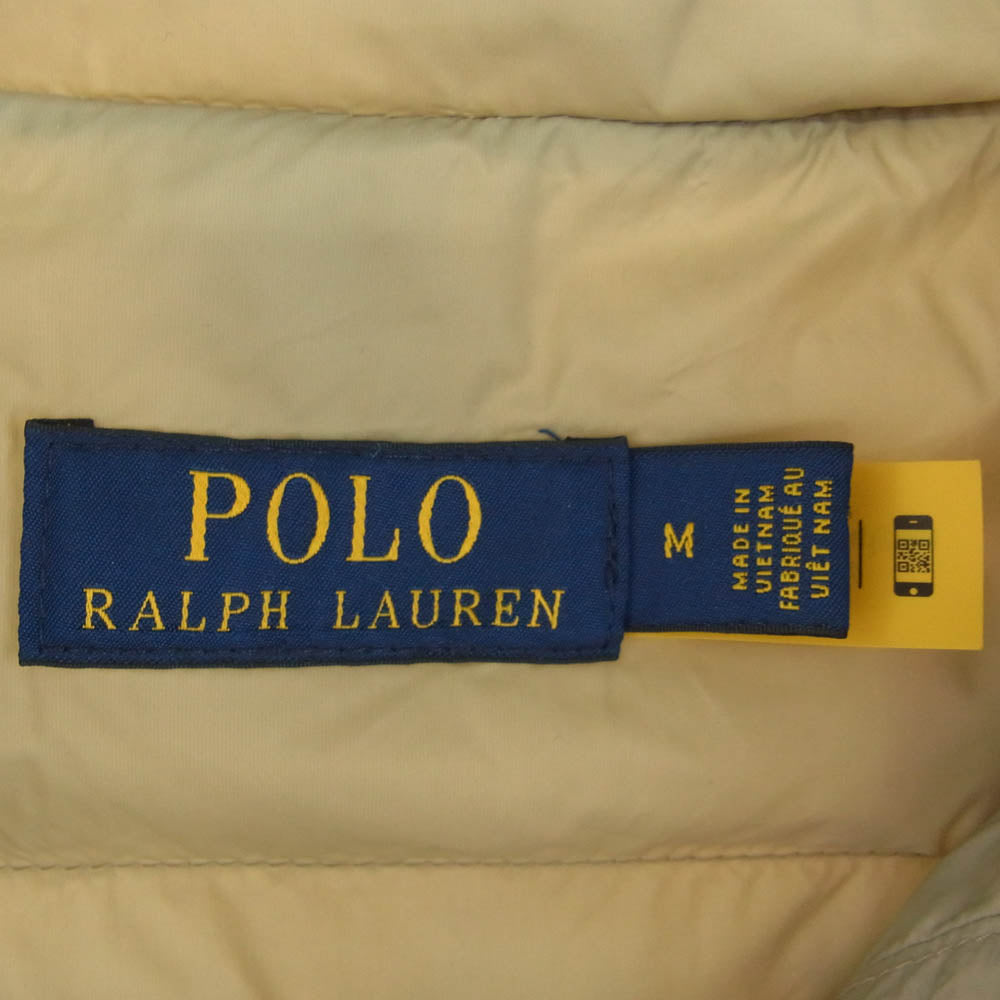 POLO
RALPH LAUREN
M
MADE IN
VIETNAM
FABRIQUÉ AU
VIÊT NAM